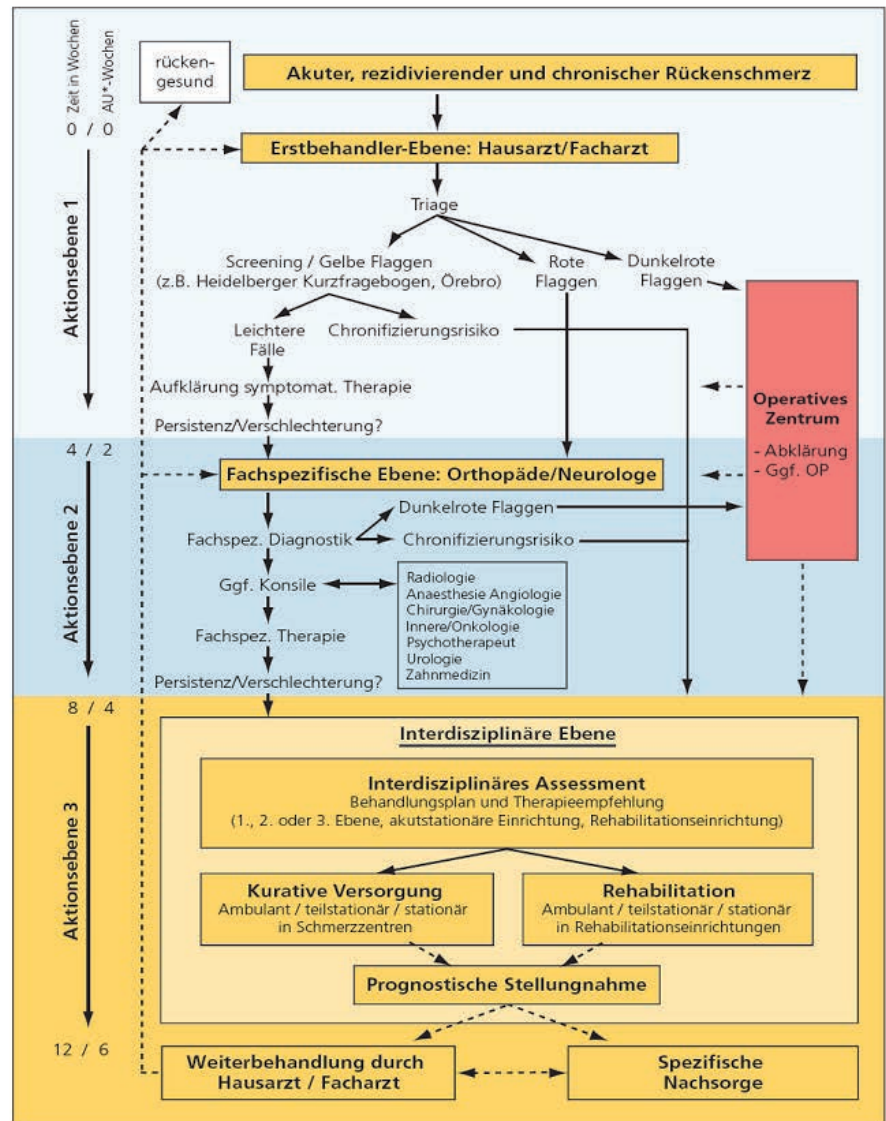 Zeit in Wochen
AU*-Wochen
0 / 0
rücken-
gesund
Akuter, rezidivierender und chronischer Rückenschmerz
Erstbehandler-Ebene: Hausarzt/Facharzt
Aktionsebene 1
Triage
Screening / Gelbe Flaggen
(z.B. Heidelberger Kurzfragebogen, Örebro)
Rote
Flaggen
Dunkelrote
Flaggen
Leichtere
Fälle
Chronifizierungsrisiko
Aufklärung symptomat. Therapie
Persistenz/Verschlechterung?
Operatives
Zentrum
- Abklärung
- Ggf. OP
4 / 2
Aktionsebene 2
Fachspezifische Ebene: Orthopäde/Neurologe
Dunkelrote Flaggen
Fachspez. Diagnostik
Chronifizierungsrisiko
Ggf. Konsile
Radiologie
Anaesthesie Angiologie
Chirurgie/Gynäkologie
Innere/Onkologie
Psychotherapeut
Urologie
Zahnmedizin
Fachspez. Therapie
Persistenz/Verschlechterung?
8 / 4
Aktionsebene 3
Interdisziplinäre Ebene
Interdisziplinäres Assessment
Behandlungsplan und Therapieempfehlung
(1., 2. oder 3. Ebene, akutstationäre Einrichtung, Rehabilitationseinrichtung)
Kurative Versorgung
Ambulant / teilstationär / stationär
in Schmerzzentren
Rehabilitation
Ambulant / teilstationär / stationär
in Rehabilitationseinrichtungen
Prognostische Stellungnahme
12 / 6
Weiterbehandlung durch
Hausarzt / Facharzt
Spezifische
Nachsorge